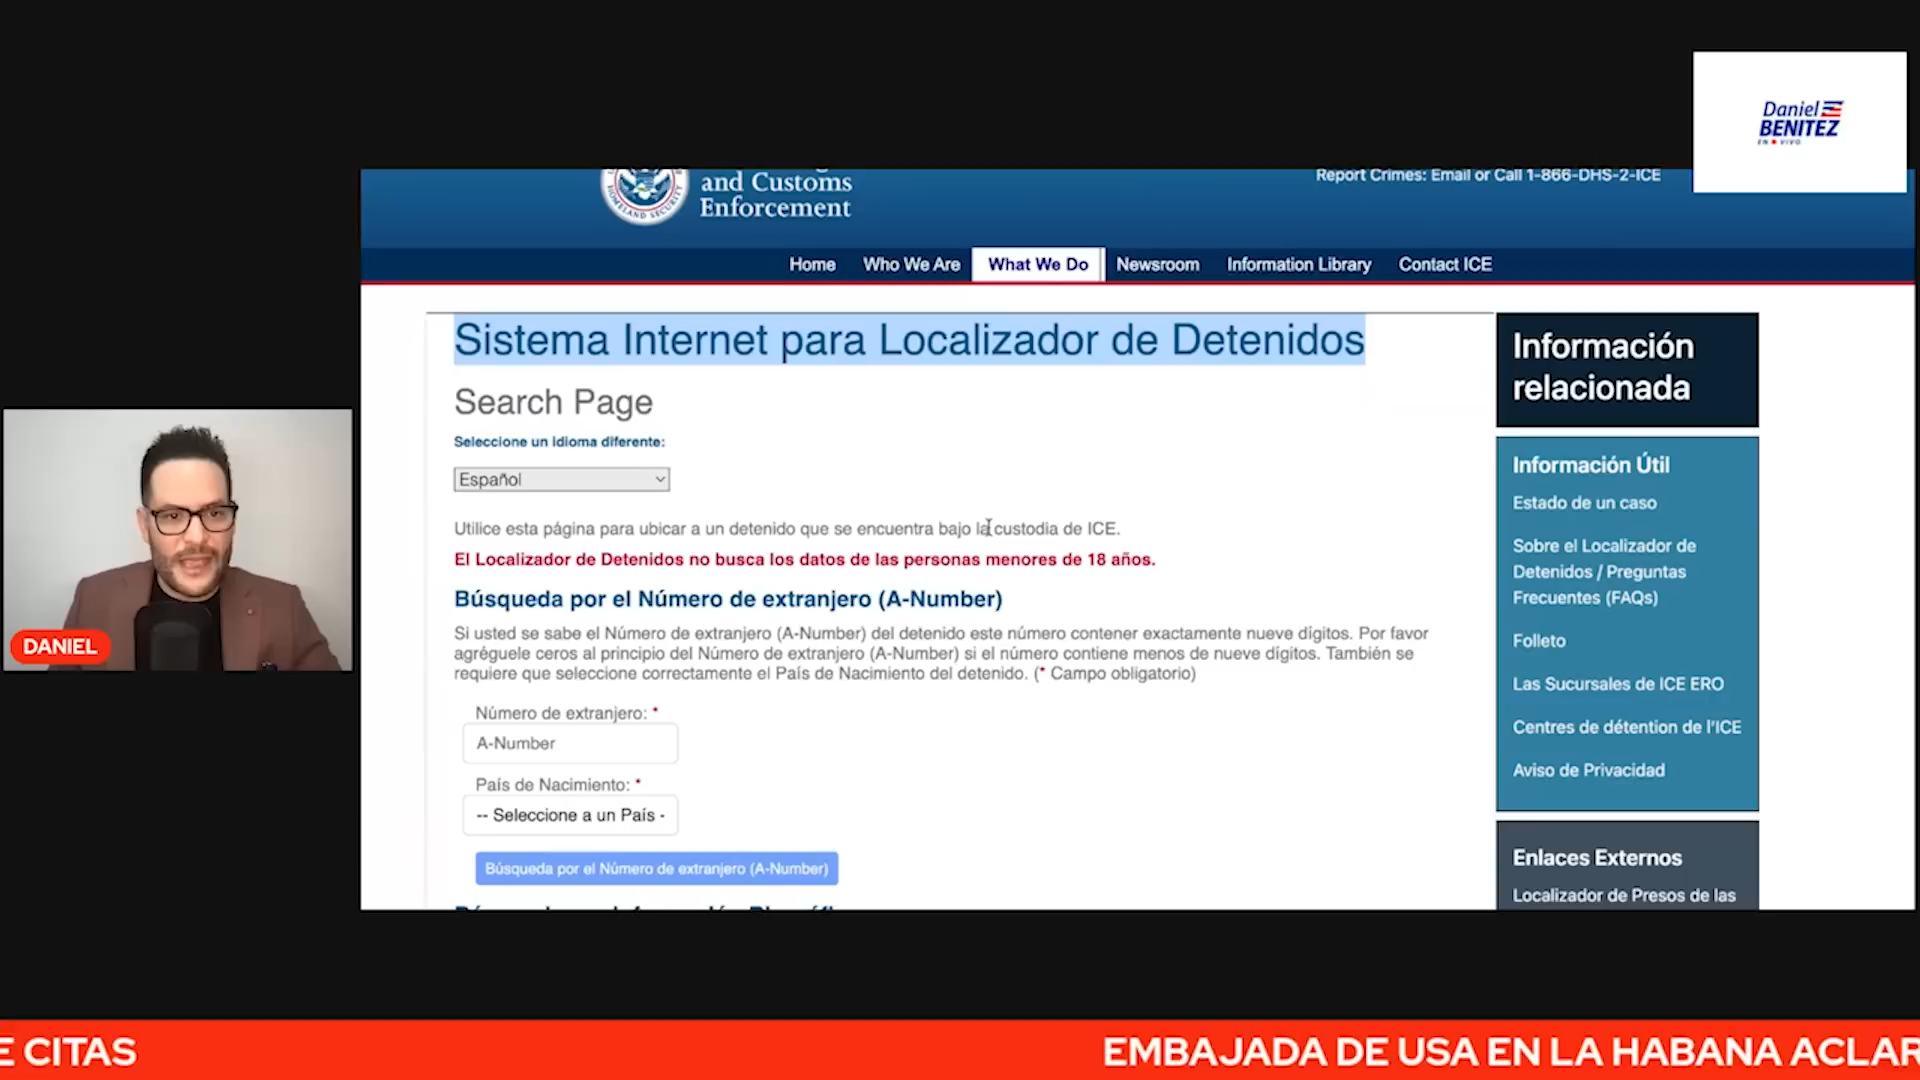 Daniel
BENITEZ
EN VIVO
and Customs
Enforcement
HOMELAND SECURITY
Report Crimes: Email or Call 1-866-DHS-2-ICE
Home Who We Are What We Do Newsroom Information Library Contact ICE
Sistema Internet para Localizador de Detenidos
Search Page
Seleccione un idioma diferente:
Español
Utilice esta página para ubicar a un detenido que se encuentra bajo la custodia de ICE.
El Localizador de Detenidos no busca los datos de las personas menores de 18 años.
Búsqueda por el Número de extranjero (A-Number)
Si usted se sabe el Número de extranjero (A-Number) del detenido este número contener exactamente nueve dígitos. Por favor
agréguele ceros al principio del Número de extranjero (A-Number) si el número contiene menos de nueve dígitos. También se
requiere que seleccione correctamente el País de Nacimiento del detenido. (* Campo obligatorio)
Número de extranjero: *
A-Number
País de Nacimiento: *
-- Seleccione a un País -
Búsqueda por el Número de extranjero (A-Number)
Información
relacionada
Información Útil
Estado de un caso
Sobre el Localizador de
Detenidos / Preguntas
Frecuentes (FAQs)
Folleto
Las Sucursales de ICE ERO
Centres de détention de l'ICE
Aviso de Privacidad
Enlaces Externos
Localizador de Presos de las
DANIEL
E CITAS
EMBAJADA DE USA EN LA HABANA ACLAR